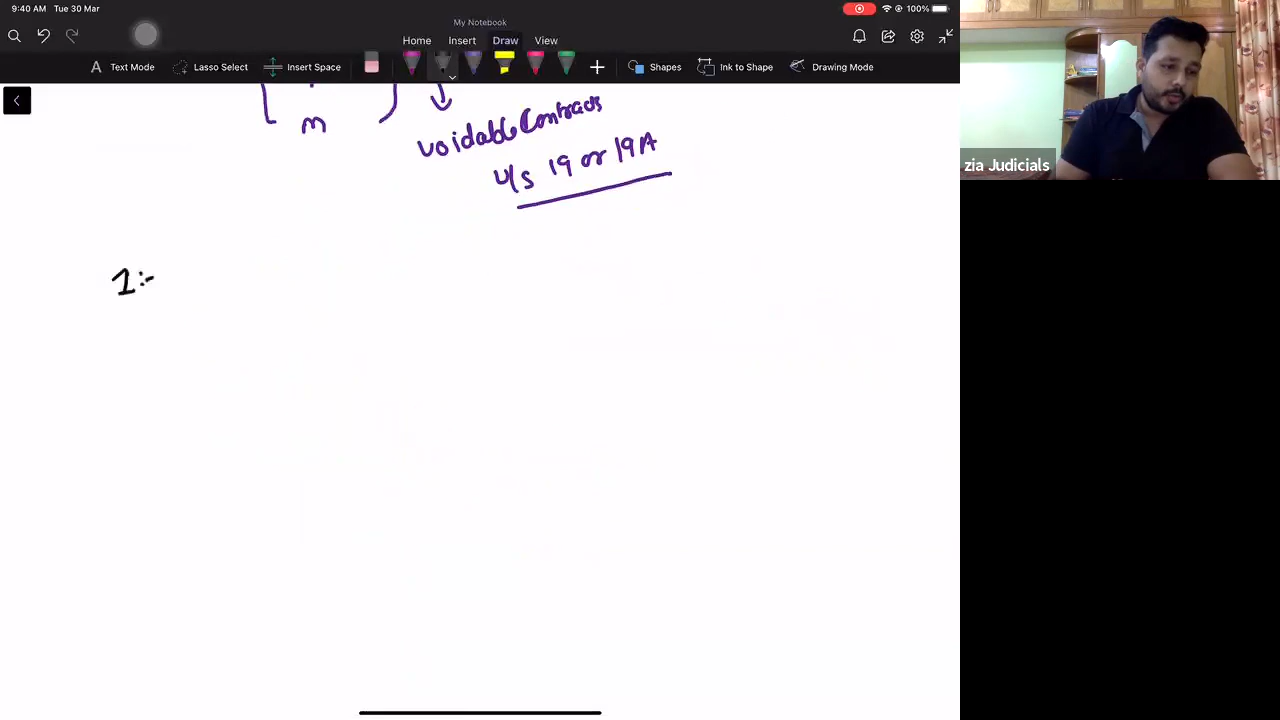 9:40 AM Tue 30 Mar
100%
My Notebook
Home Insert Draw View
Text Mode Lasso Select Insert Space Shapes Ink to Shape Drawing Mode
m
voidable Contracts
u/s 19 or 19A
1:-
zia Judicials